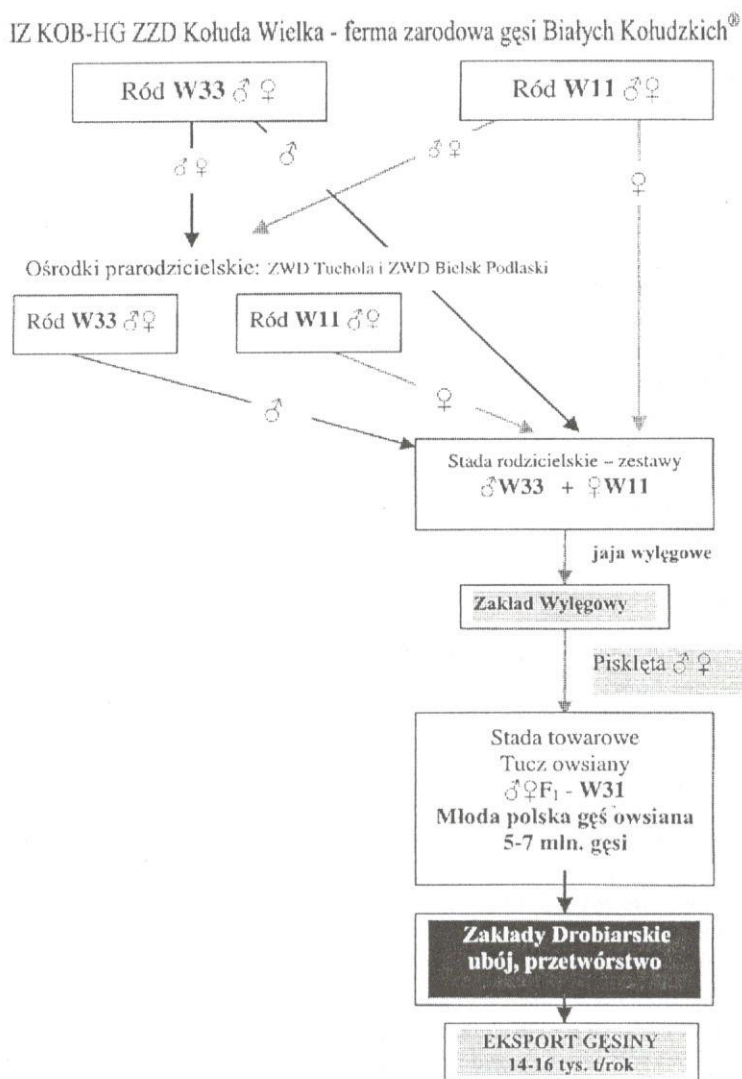 IZ KOB-HG ZZD Kołuda Wielka - ferma zarodowa gęsi Białych Kołudzkich®
Ród W33 ♂♀
Ród W11 ♂♀
♂♀
♂
♂♀
♀
Ośrodki prarodzicielskie: ZWD Tuchola i ZWD Bielsk Podlaski
Ród W33 ♂♀
Ród W11 ♂♀
♂
♀
Stada rodzicielskie – zestawy
♂W33 + ♀W11
jaja wylęgowe
Zakład Wylęgowy
Pisklęta ♂♀
Stada towarowe
Tucz owsiany
♂♀F₁ - W31
Młoda polska gęś owsiana
5-7 mln. gęsi
Zakłady Drobiarskie
ubój, przetwórstwo
EKSPORT GĘSINY
14-16 tys. t/rok